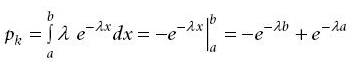 p_k = ∫_a^b λ e^{-λx} dx = -e^{-λx} |_a^b = -e^{-λb} + e^{-λa}